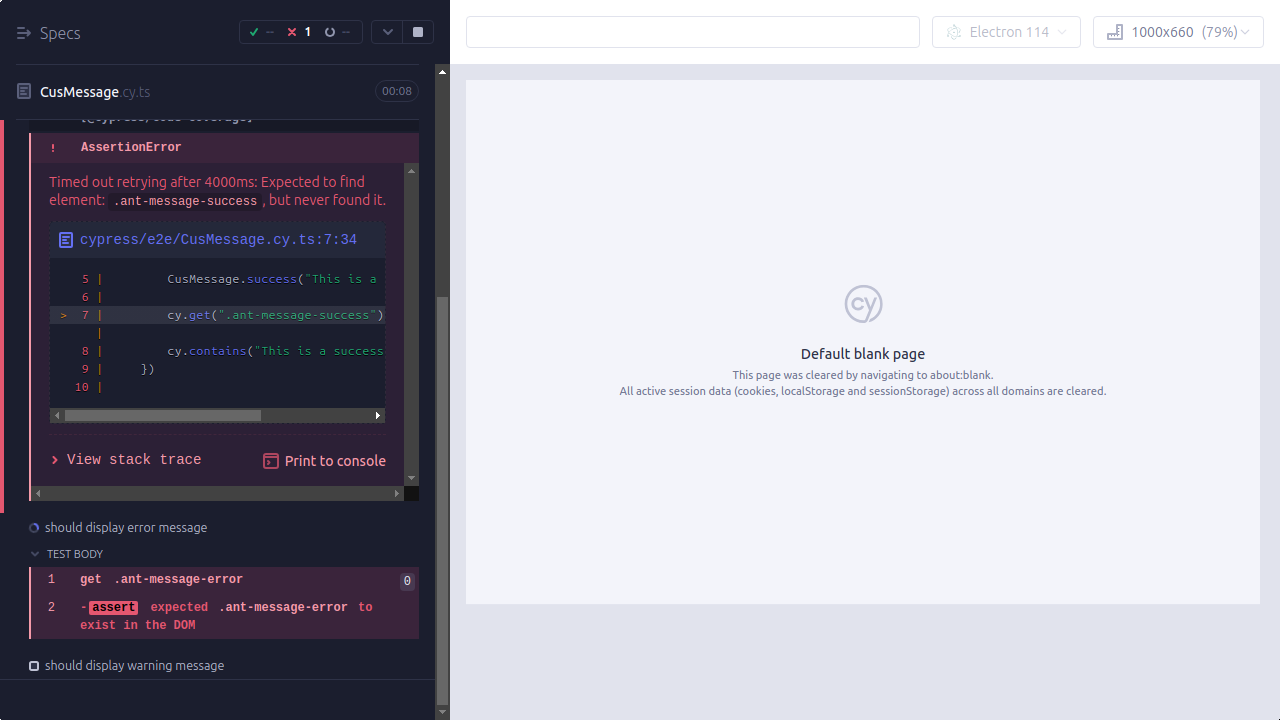 Specs
-- 1 --
Electron 114
1000x660 (79%)
CusMessage.cy.ts
00:08
! AssertionError
Timed out retrying after 4000ms: Expected to find
element: .ant-message-success , but never found it.
cypress/e2e/CusMessage.cy.ts:7:34
5 | CusMessage.success("This is a
6 |
> 7 | cy.get(".ant-message-success")
|
8 | cy.contains("This is a success
9 | })
10 |
View stack trace
Print to console
should display error message
TEST BODY
1 get .ant-message-error 0
2 -assert expected .ant-message-error to
exist in the DOM
should display warning message
cy
Default blank page
This page was cleared by navigating to about:blank.
All active session data (cookies, localStorage and sessionStorage) across all domains are cleared.